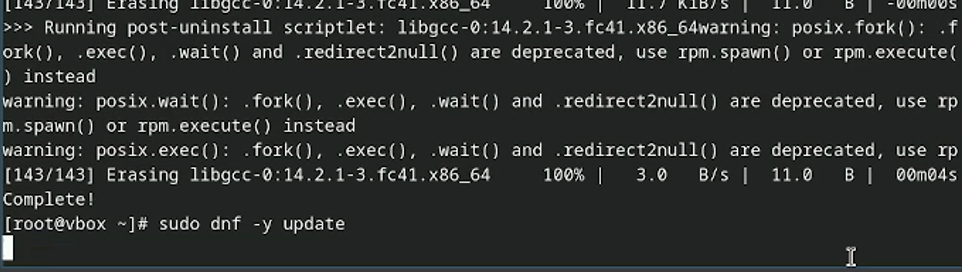 [143/143] Erasing libgcc-0:14.2.1-3.fc41.x86_64 100% | 11.7 KiB/s | 11.0 B | -00m00s
>>> Running post-uninstall scriptlet: libgcc-0:14.2.1-3.fc41.x86_64warning: posix.fork(): .f
ork(), .exec(), .wait() and .redirect2null() are deprecated, use rpm.spawn() or rpm.execute(
) instead
warning: posix.wait(): .fork(), .exec(), .wait() and .redirect2null() are deprecated, use rp
m.spawn() or rpm.execute() instead
warning: posix.exec(): .fork(), .exec(), .wait() and .redirect2null() are deprecated, use rp
[143/143] Erasing libgcc-0:14.2.1-3.fc41.x86_64 100% | 3.0 B/s | 11.0 B | 00m04s
Complete!
[root@vbox ~]# sudo dnf -y update